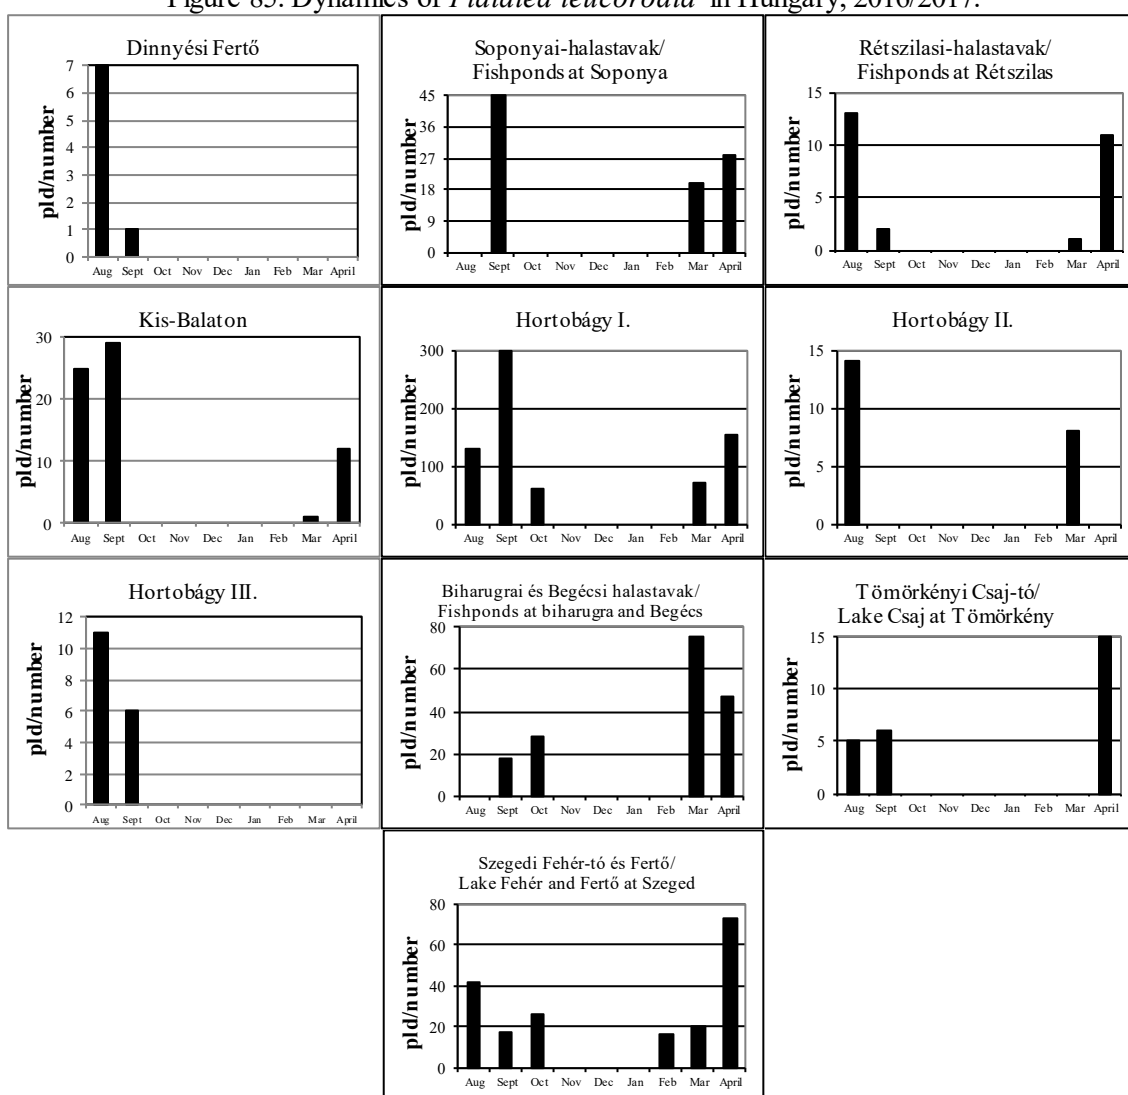 Figure 85. Dynamics of Platalea leucorodia in Hungary, 2016/2017.
Dinnyési Fertő
pld/number
7
6
5
4
3
2
1
0
Aug Sept Oct Nov Dec Jan Feb Mar April
Soponyai-halastavak/
Fishponds at Soponya
pld/number
45
36
27
18
9
0
Aug Sept Oct Nov Dec Jan Feb Mar April
Rétszilasi-halastavak/
Fishponds at Rétszilas
pld/number
15
10
5
0
Aug Sept Oct Nov Dec Jan Feb Mar April
Kis-Balaton
pld/number
30
20
10
0
Aug Sept Oct Nov Dec Jan Feb Mar April
Hortobágy I.
pld/number
300
200
100
0
Aug Sept Oct Nov Dec Jan Feb Mar April
Hortobágy II.
pld/number
15
10
5
0
Aug Sept Oct Nov Dec Jan Feb Mar April
Hortobágy III.
pld/number
12
10
8
6
4
2
0
Aug Sept Oct Nov Dec Jan Feb Mar April
Biharugrai és Begécsi halastavak/
Fishponds at biharugra and Begécs
pld/number
80
60
40
20
0
Aug Sept Oct Nov Dec Jan Feb Mar April
Tömörkényi Csaj-tó/
Lake Csaj at Tömörkény
pld/number
15
10
5
0
Aug Sept Oct Nov Dec Jan Feb Mar April
Szegedi Fehér-tó és Fertő/
Lake Fehér and Fertő at Szeged
pld/number
80
60
40
20
0
Aug Sept Oct Nov Dec Jan Feb Mar April